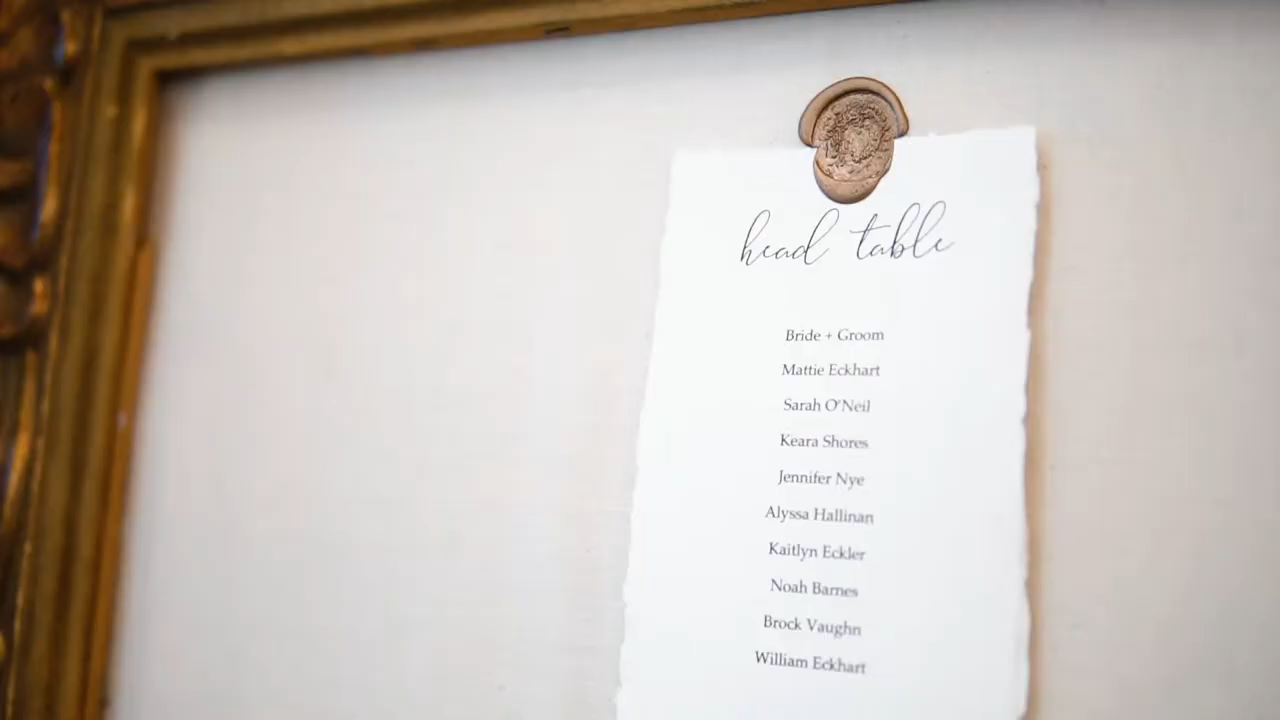 head table
Bride + Groom
Mattie Eckhart
Sarah O'Neil
Keara Shores
Jennifer Nye
Alyssa Hallinan
Kaitlyn Eckler
Noah Barnes
Brock Vaughn
William Eckhart